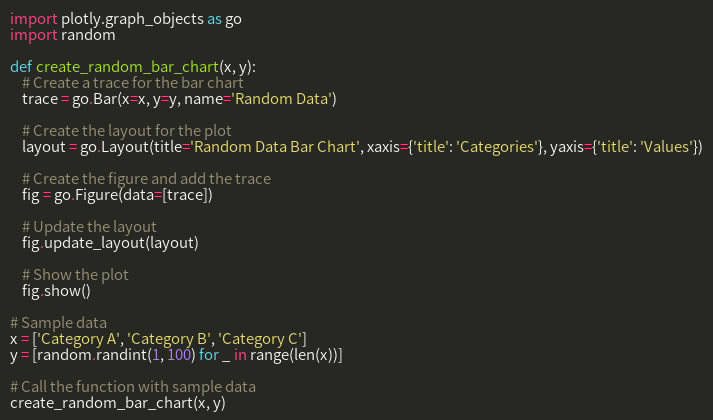 import plotly.graph_objects as go
import random

def create_random_bar_chart(x, y):
    # Create a trace for the bar chart
    trace = go.Bar(x=x, y=y, name='Random Data')

    # Create the layout for the plot
    layout = go.Layout(title='Random Data Bar Chart', xaxis={'title': 'Categories'}, yaxis={'title': 'Values'})

    # Create the figure and add the trace
    fig = go.Figure(data=[trace])

    # Update the layout
    fig.update_layout(layout)

    # Show the plot
    fig.show()

# Sample data
x = ['Category A', 'Category B', 'Category C']
y = [random.randint(1, 100) for _ in range(len(x))]

# Call the function with sample data
create_random_bar_chart(x, y)